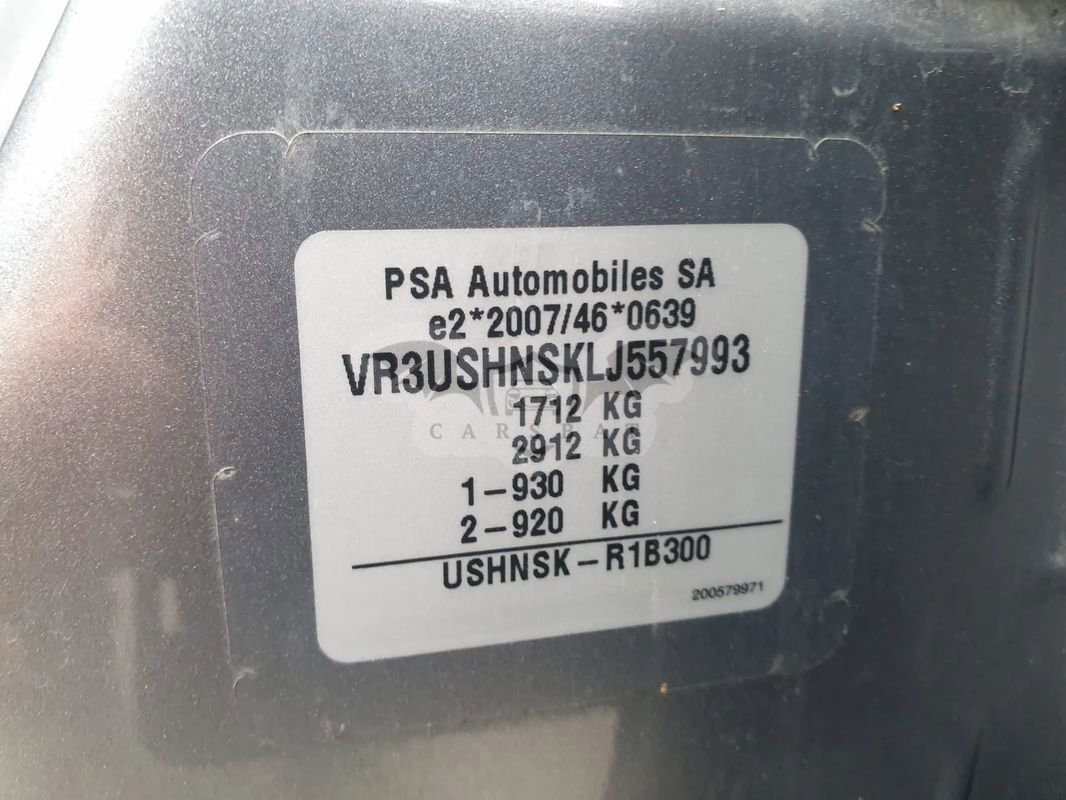 PSA Automobiles SA
e2*2007/46*0639
VR3USHNSKLJ557993
1712 KG
CARSBAT
2912 KG
1-930 KG
2-920 KG
USHNSK-R1B300
200579971